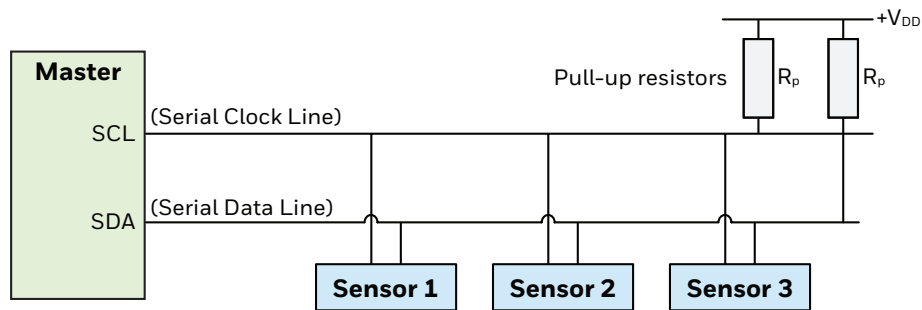 +VDD
Master
Pull-up resistors
Rp
Rp
(Serial Clock Line)
SCL
(Serial Data Line)
SDA
Sensor 1
Sensor 2
Sensor 3